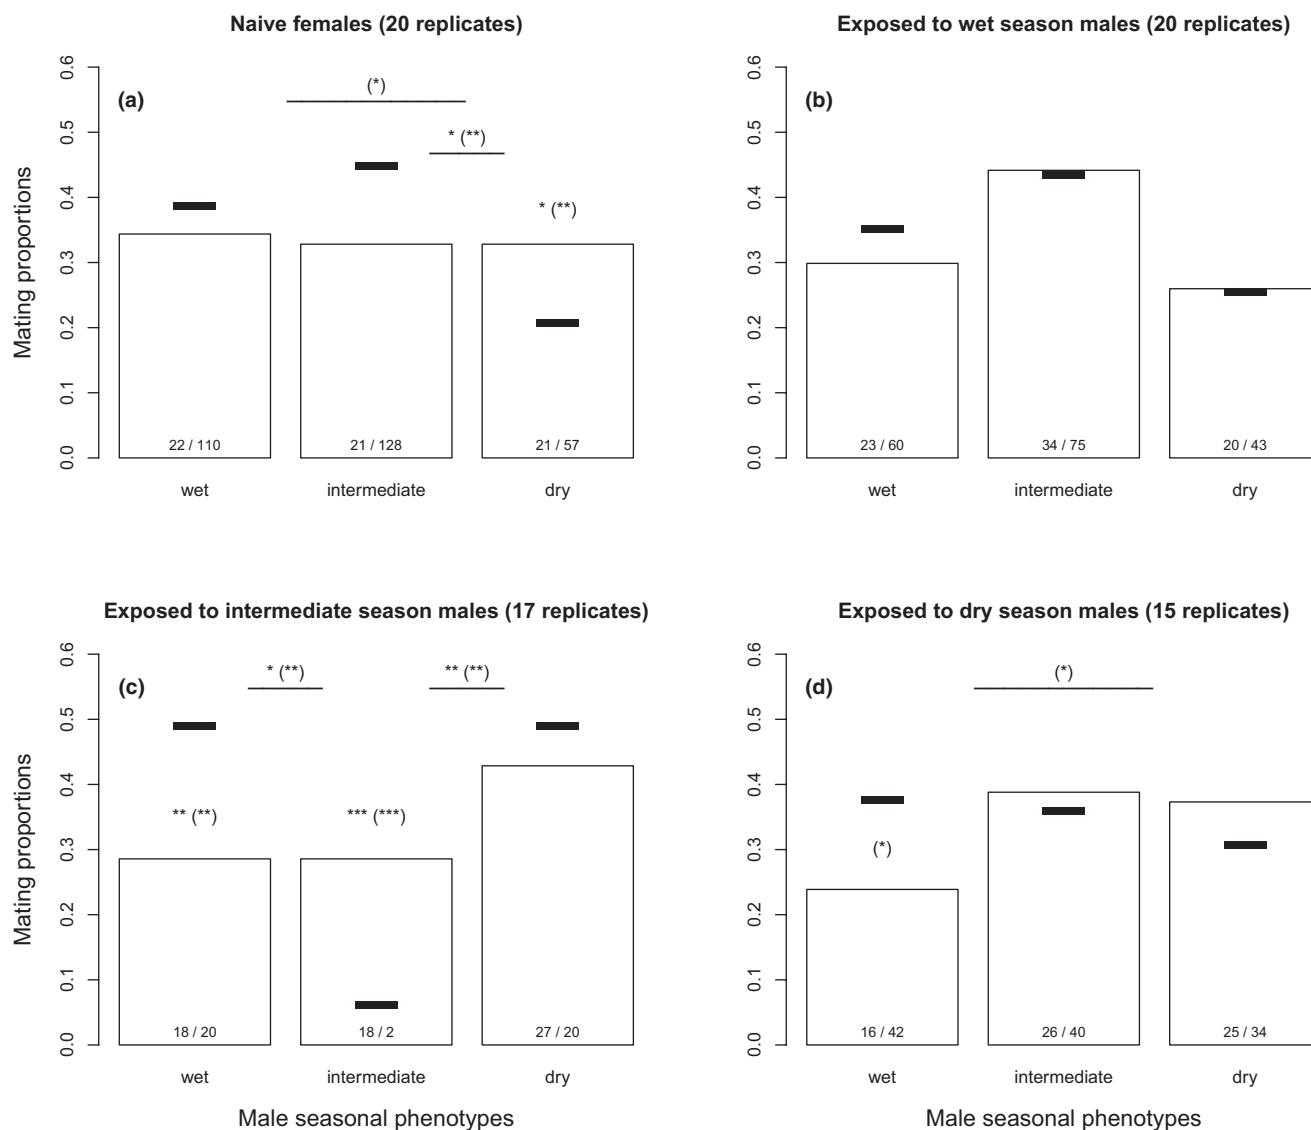 Naive females (20 replicates)
(a)
Mating proportions
0.6
0.5
0.4
0.3
0.2
0.1
0.0
(*)
* (**)
* (**)
22 / 110
21 / 128
21 / 57
wet
intermediate
dry
Exposed to wet season males (20 replicates)
(b)
0.6
0.5
0.4
0.3
0.2
0.1
0.0
23 / 60
34 / 75
20 / 43
wet
intermediate
dry
Exposed to intermediate season males (17 replicates)
(c)
Mating proportions
0.6
0.5
0.4
0.3
0.2
0.1
0.0
* (**)
** (**)
** (**)
*** (***)
18 / 20
18 / 2
27 / 20
wet
intermediate
dry
Male seasonal phenotypes
Exposed to dry season males (15 replicates)
(d)
0.6
0.5
0.4
0.3
0.2
0.1
0.0
(*)
(*)
16 / 42
26 / 40
25 / 34
wet
intermediate
dry
Male seasonal phenotypes